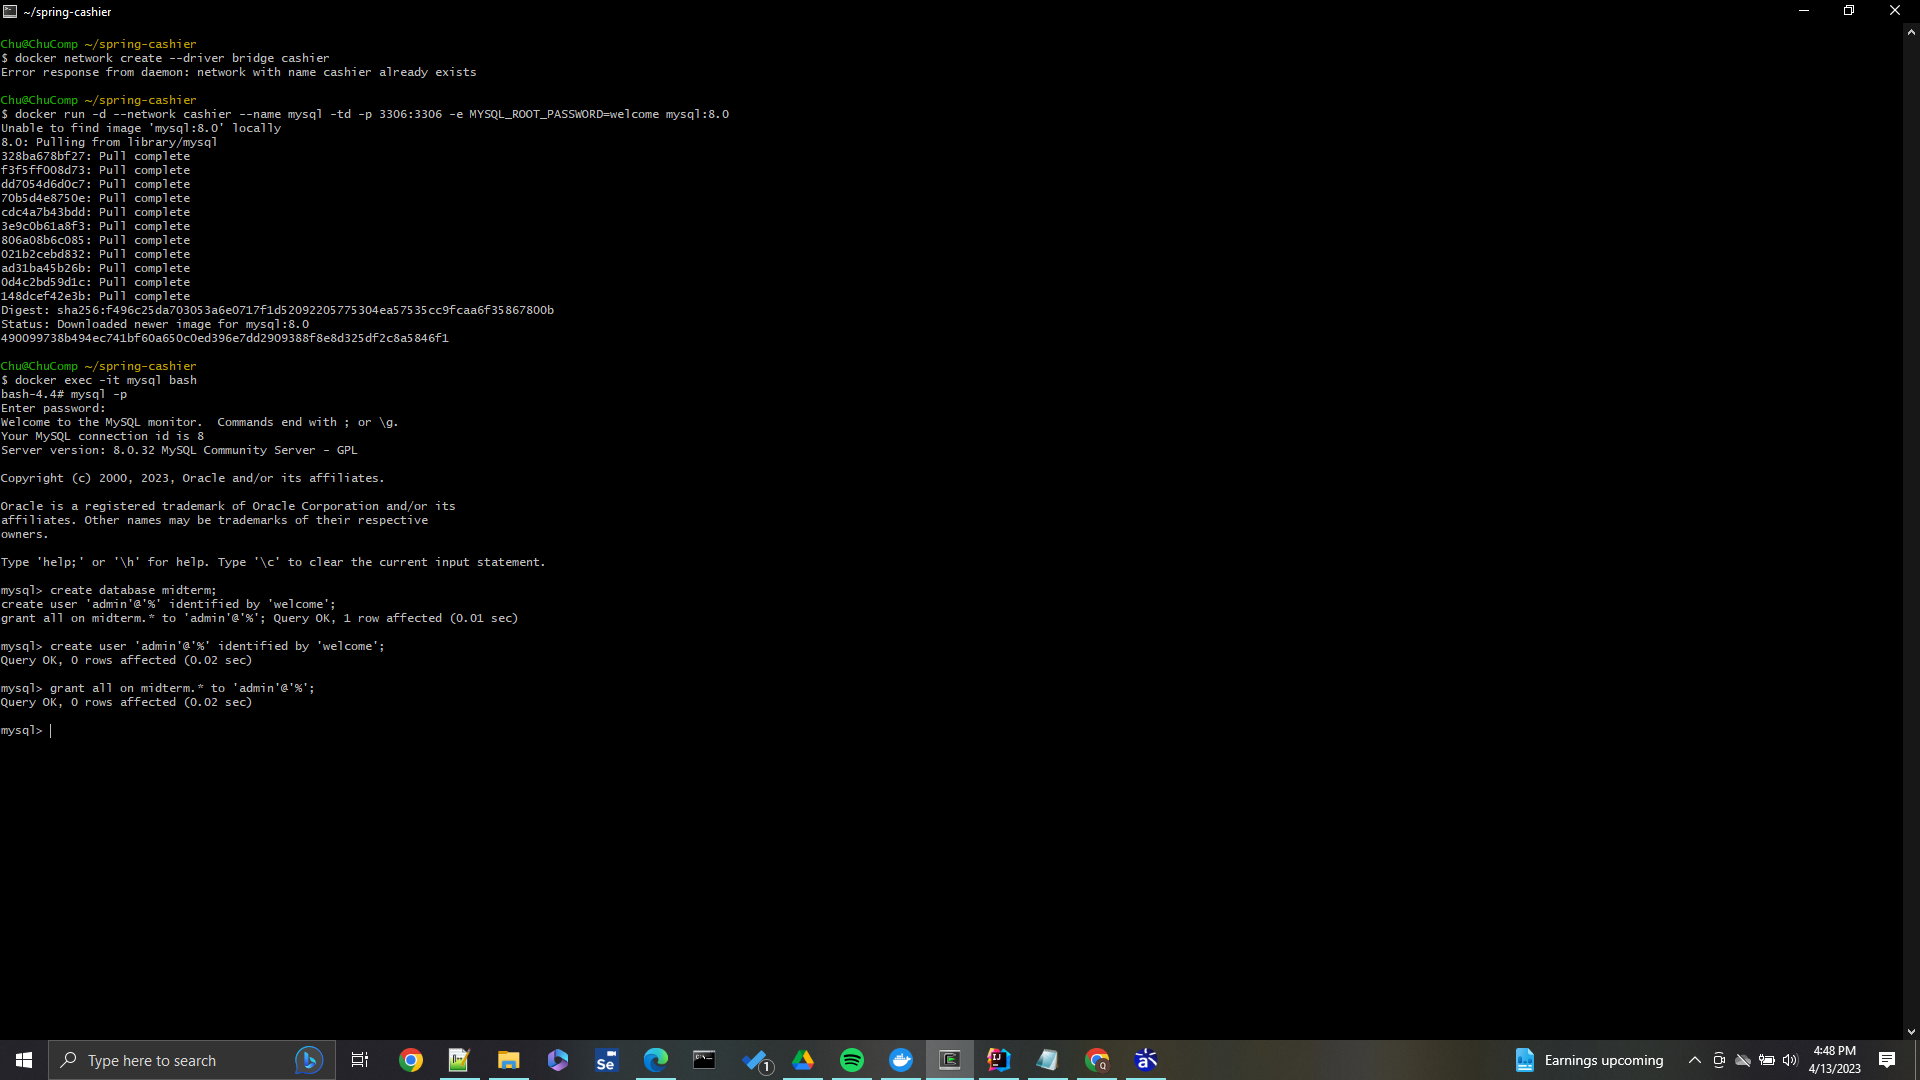 ~/spring-cashier
Chu@ChuComp ~/spring-cashier
$ docker network create --driver bridge cashier
Error response from daemon: network with name cashier already exists
Chu@ChuComp ~/spring-cashier
$ docker run -d --network cashier --name mysql -td -p 3306:3306 -e MYSQL_ROOT_PASSWORD=welcome mysql:8.0
Unable to find image 'mysql:8.0' locally
8.0: Pulling from library/mysql
328ba678bf27: Pull complete
f3f5ff008d73: Pull complete
dd7054d6d0c7: Pull complete
70b5d4e8750e: Pull complete
cdc4a7b43bdd: Pull complete
3e9c0b61a8f3: Pull complete
806a08b6c085: Pull complete
021b2cebd832: Pull complete
ad31ba45b26b: Pull complete
0d4c2bd59d1c: Pull complete
148dcef42e3b: Pull complete
Digest: sha256:f496c25da703053a6e0717f1d52092205775304ea57535cc9fcaa6f35867800b
Status: Downloaded newer image for mysql:8.0
490099738b494ec741bf60a650c0ed396e7dd2909388f8e8d325df2c8a5846f1
Chu@ChuComp ~/spring-cashier
$ docker exec -it mysql bash
bash-4.4# mysql -p
Enter password:
Welcome to the MySQL monitor.  Commands end with ; or \g.
Your MySQL connection id is 8
Server version: 8.0.32 MySQL Community Server - GPL
Copyright (c) 2000, 2023, Oracle and/or its affiliates.
Oracle is a registered trademark of Oracle Corporation and/or its
affiliates. Other names may be trademarks of their respective
owners.
Type 'help;' or '\h' for help. Type '\c' to clear the current input statement.
mysql> create database midterm;
create user 'admin'@'%' identified by 'welcome';
grant all on midterm.* to 'admin'@'%'; Query OK, 1 row affected (0.01 sec)
mysql> create user 'admin'@'%' identified by 'welcome';
Query OK, 0 rows affected (0.02 sec)
mysql> grant all on midterm.* to 'admin'@'%';
Query OK, 0 rows affected (0.02 sec)
mysql>
Type here to search
Se
1
IJ
Q
Earnings upcoming
4:48 PM
4/13/2023